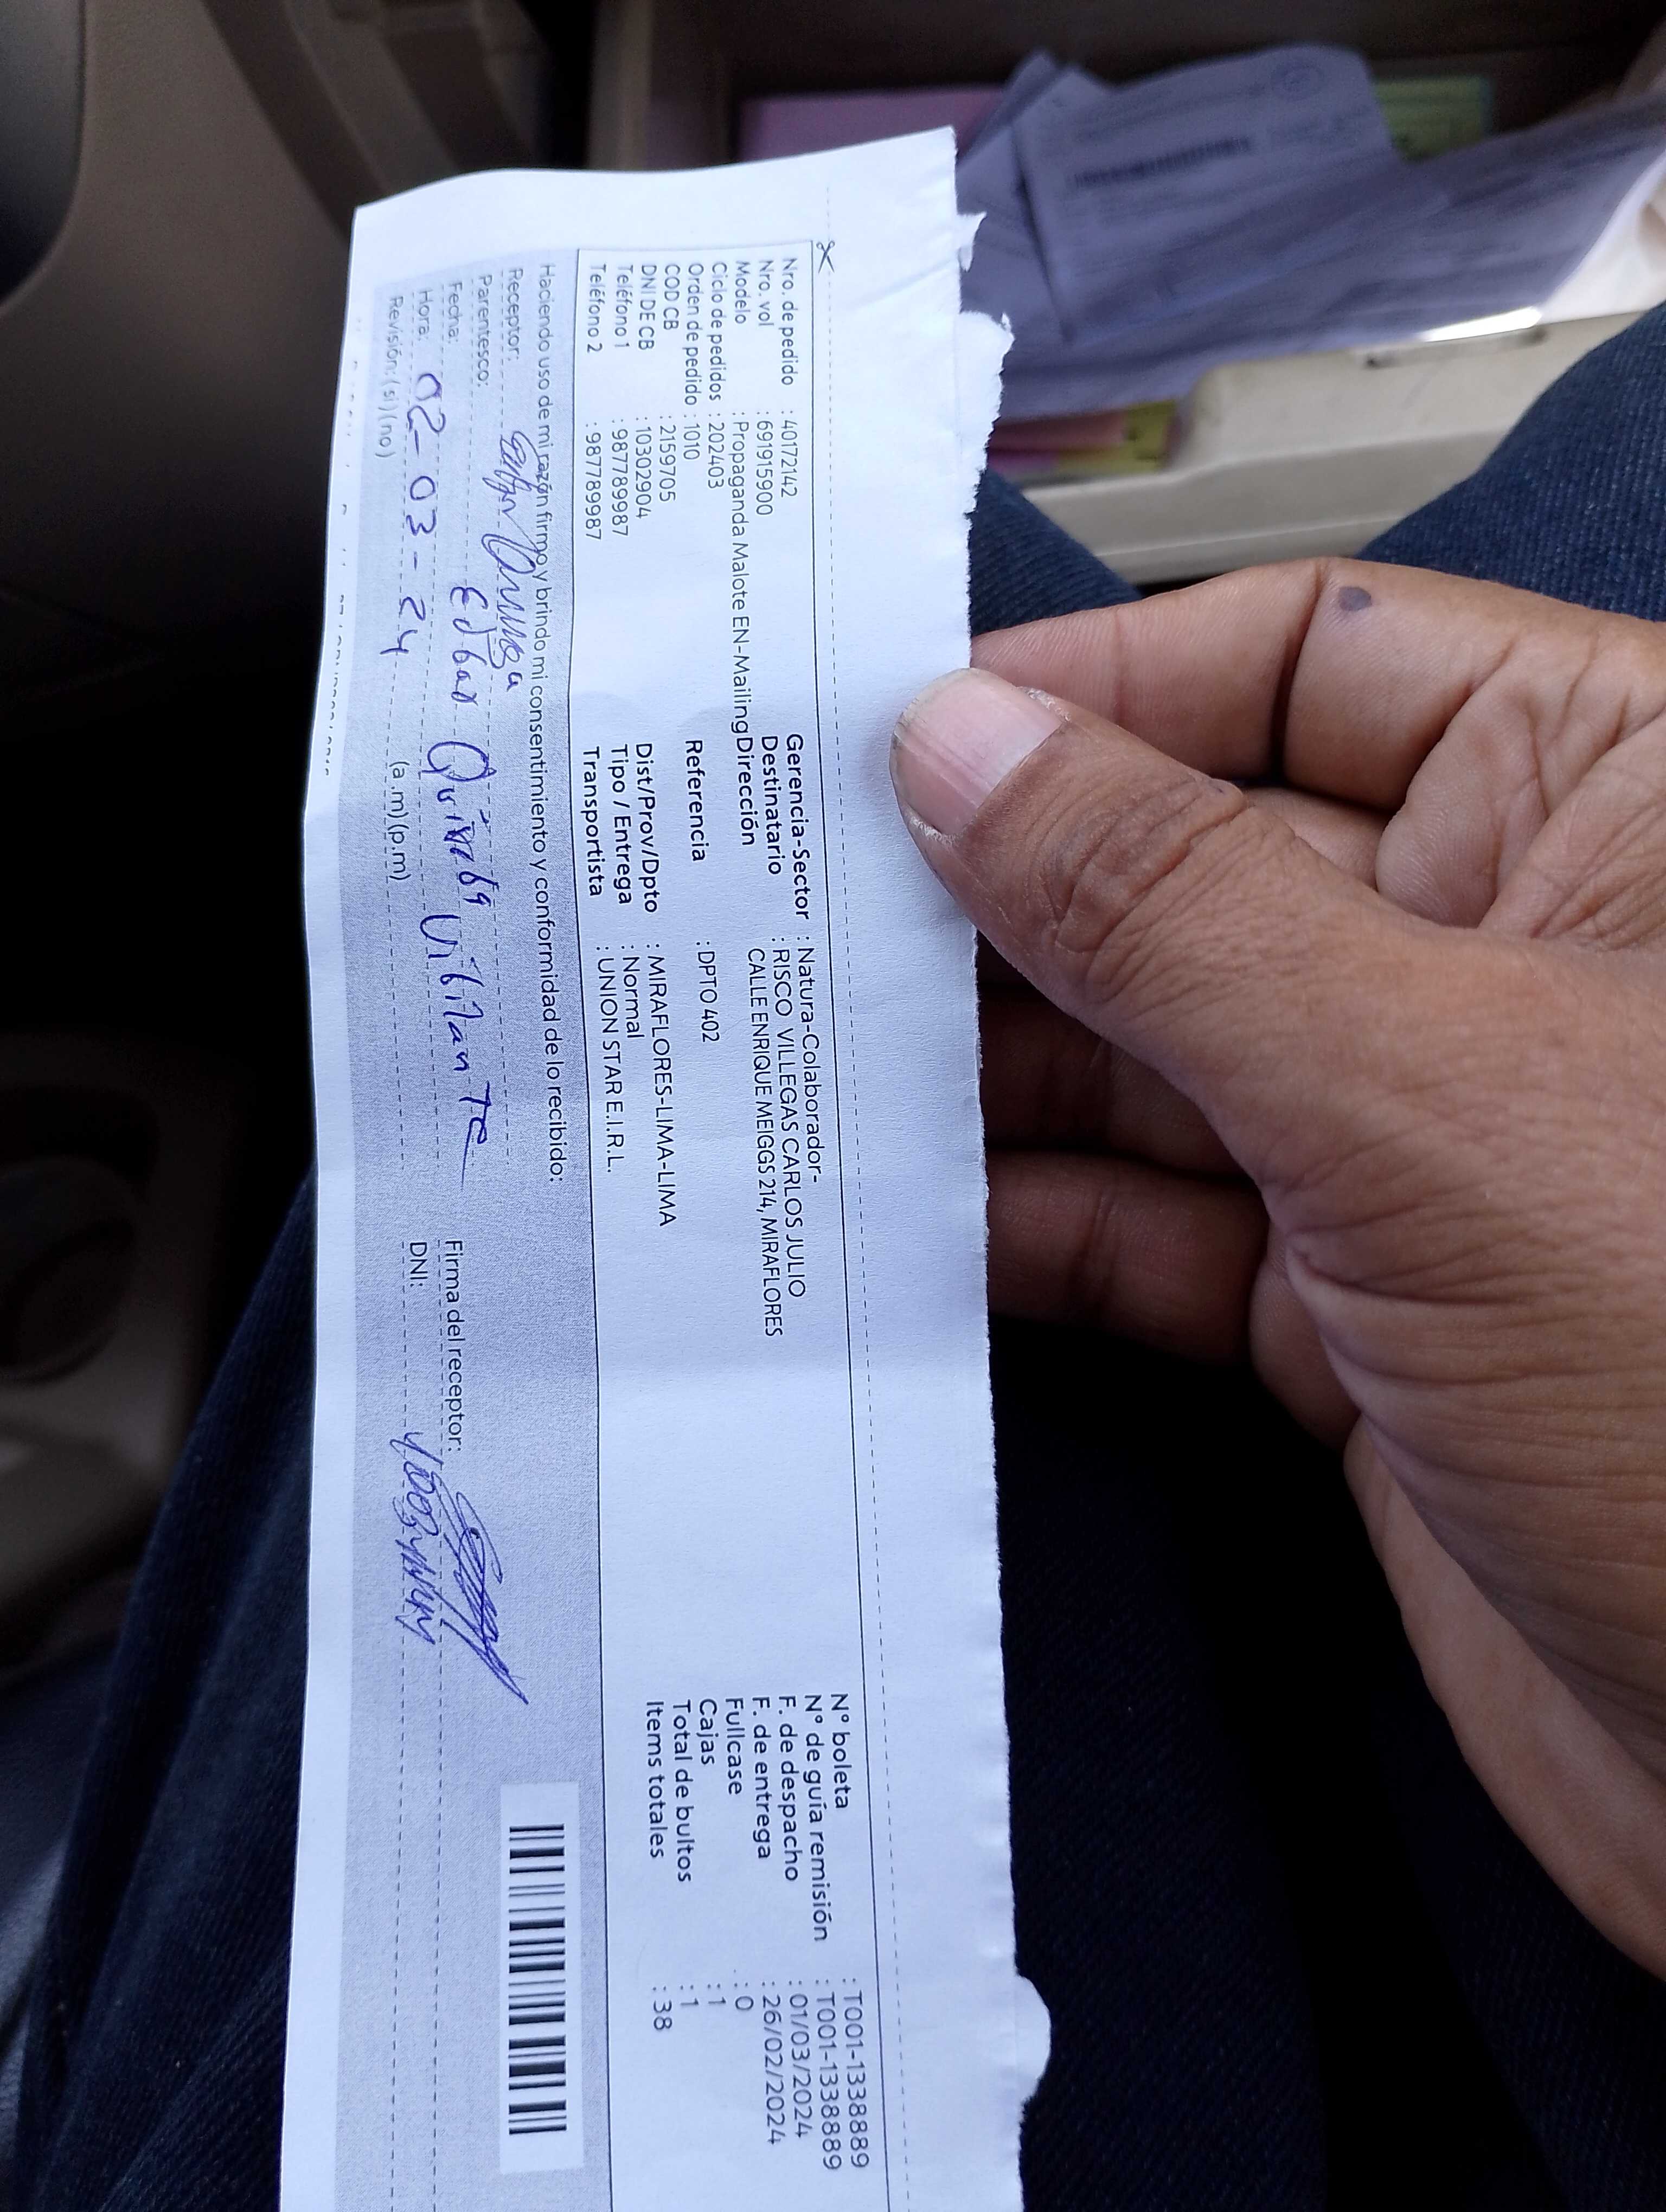 Nro. de pedido : 40172142
Nro. vol : 691915900
Modelo : Propaganda Malote EN-Mailing
Ciclo de pedidos : 202403
Orden de pedido : 1010
COD CB : 2159705
DNI DE CB : 10302904
Teléfono 1 : 987789987
Teléfono 2 : 987789987
Gerencia-Sector : Natura-Colaborador-
Destinatario : RISCO VILLEGAS CARLOS JULIO
Dirección CALLE ENRIQUE MEIGGS 214, MIRAFLORES
Referencia : DPTO 402
Dist/Prov/Dpto : MIRAFLORES-LIMA-LIMA
Tipo / Entrega : Normal
Transportista : UNION STAR E.I.R.L.
N° boleta : T001-1338889
N° de guía remisión : T001-1338889
F. de despacho : 01/03/2024
F. de entrega : 26/02/2024
Fullcase : 0
Cajas : 1
Total de bultos : 1
Items totales : 38
Haciendo uso de mi razón firmo y brindo mi consentimiento y conformidad de lo recibido:
Receptor:
Parentesco:
Fecha:
Hora: 02-03-24 (a.m)(p.m)
Revisión: (si)(no)
Firma del receptor:
DNI: